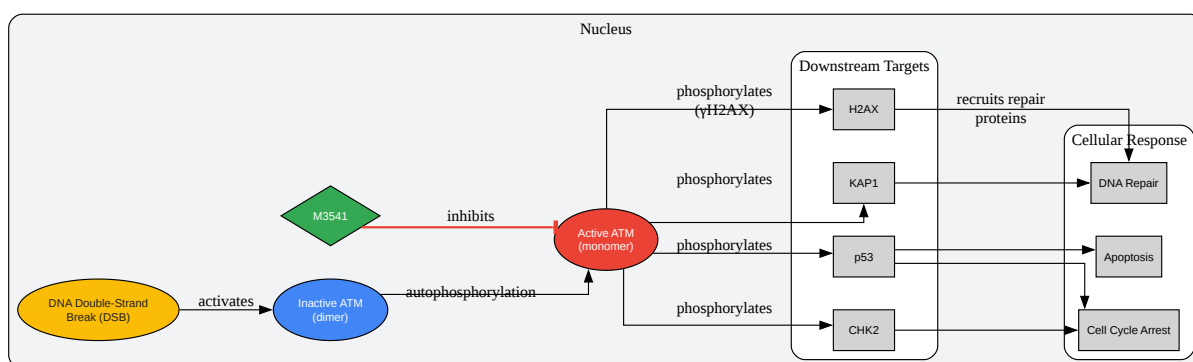 Nucleus
Downstream Targets
phosphorylates
(γH2AX)
H2AX
recruits repair
proteins
Cellular Response
phosphorylates
KAP1
DNA Repair
M3541
inhibits
Active ATM
(monomer)
phosphorylates
p53
Apoptosis
DNA Double-Strand
Break (DSB)
activates
Inactive ATM
(dimer)
autophosphorylation
phosphorylates
CHK2
Cell Cycle Arrest